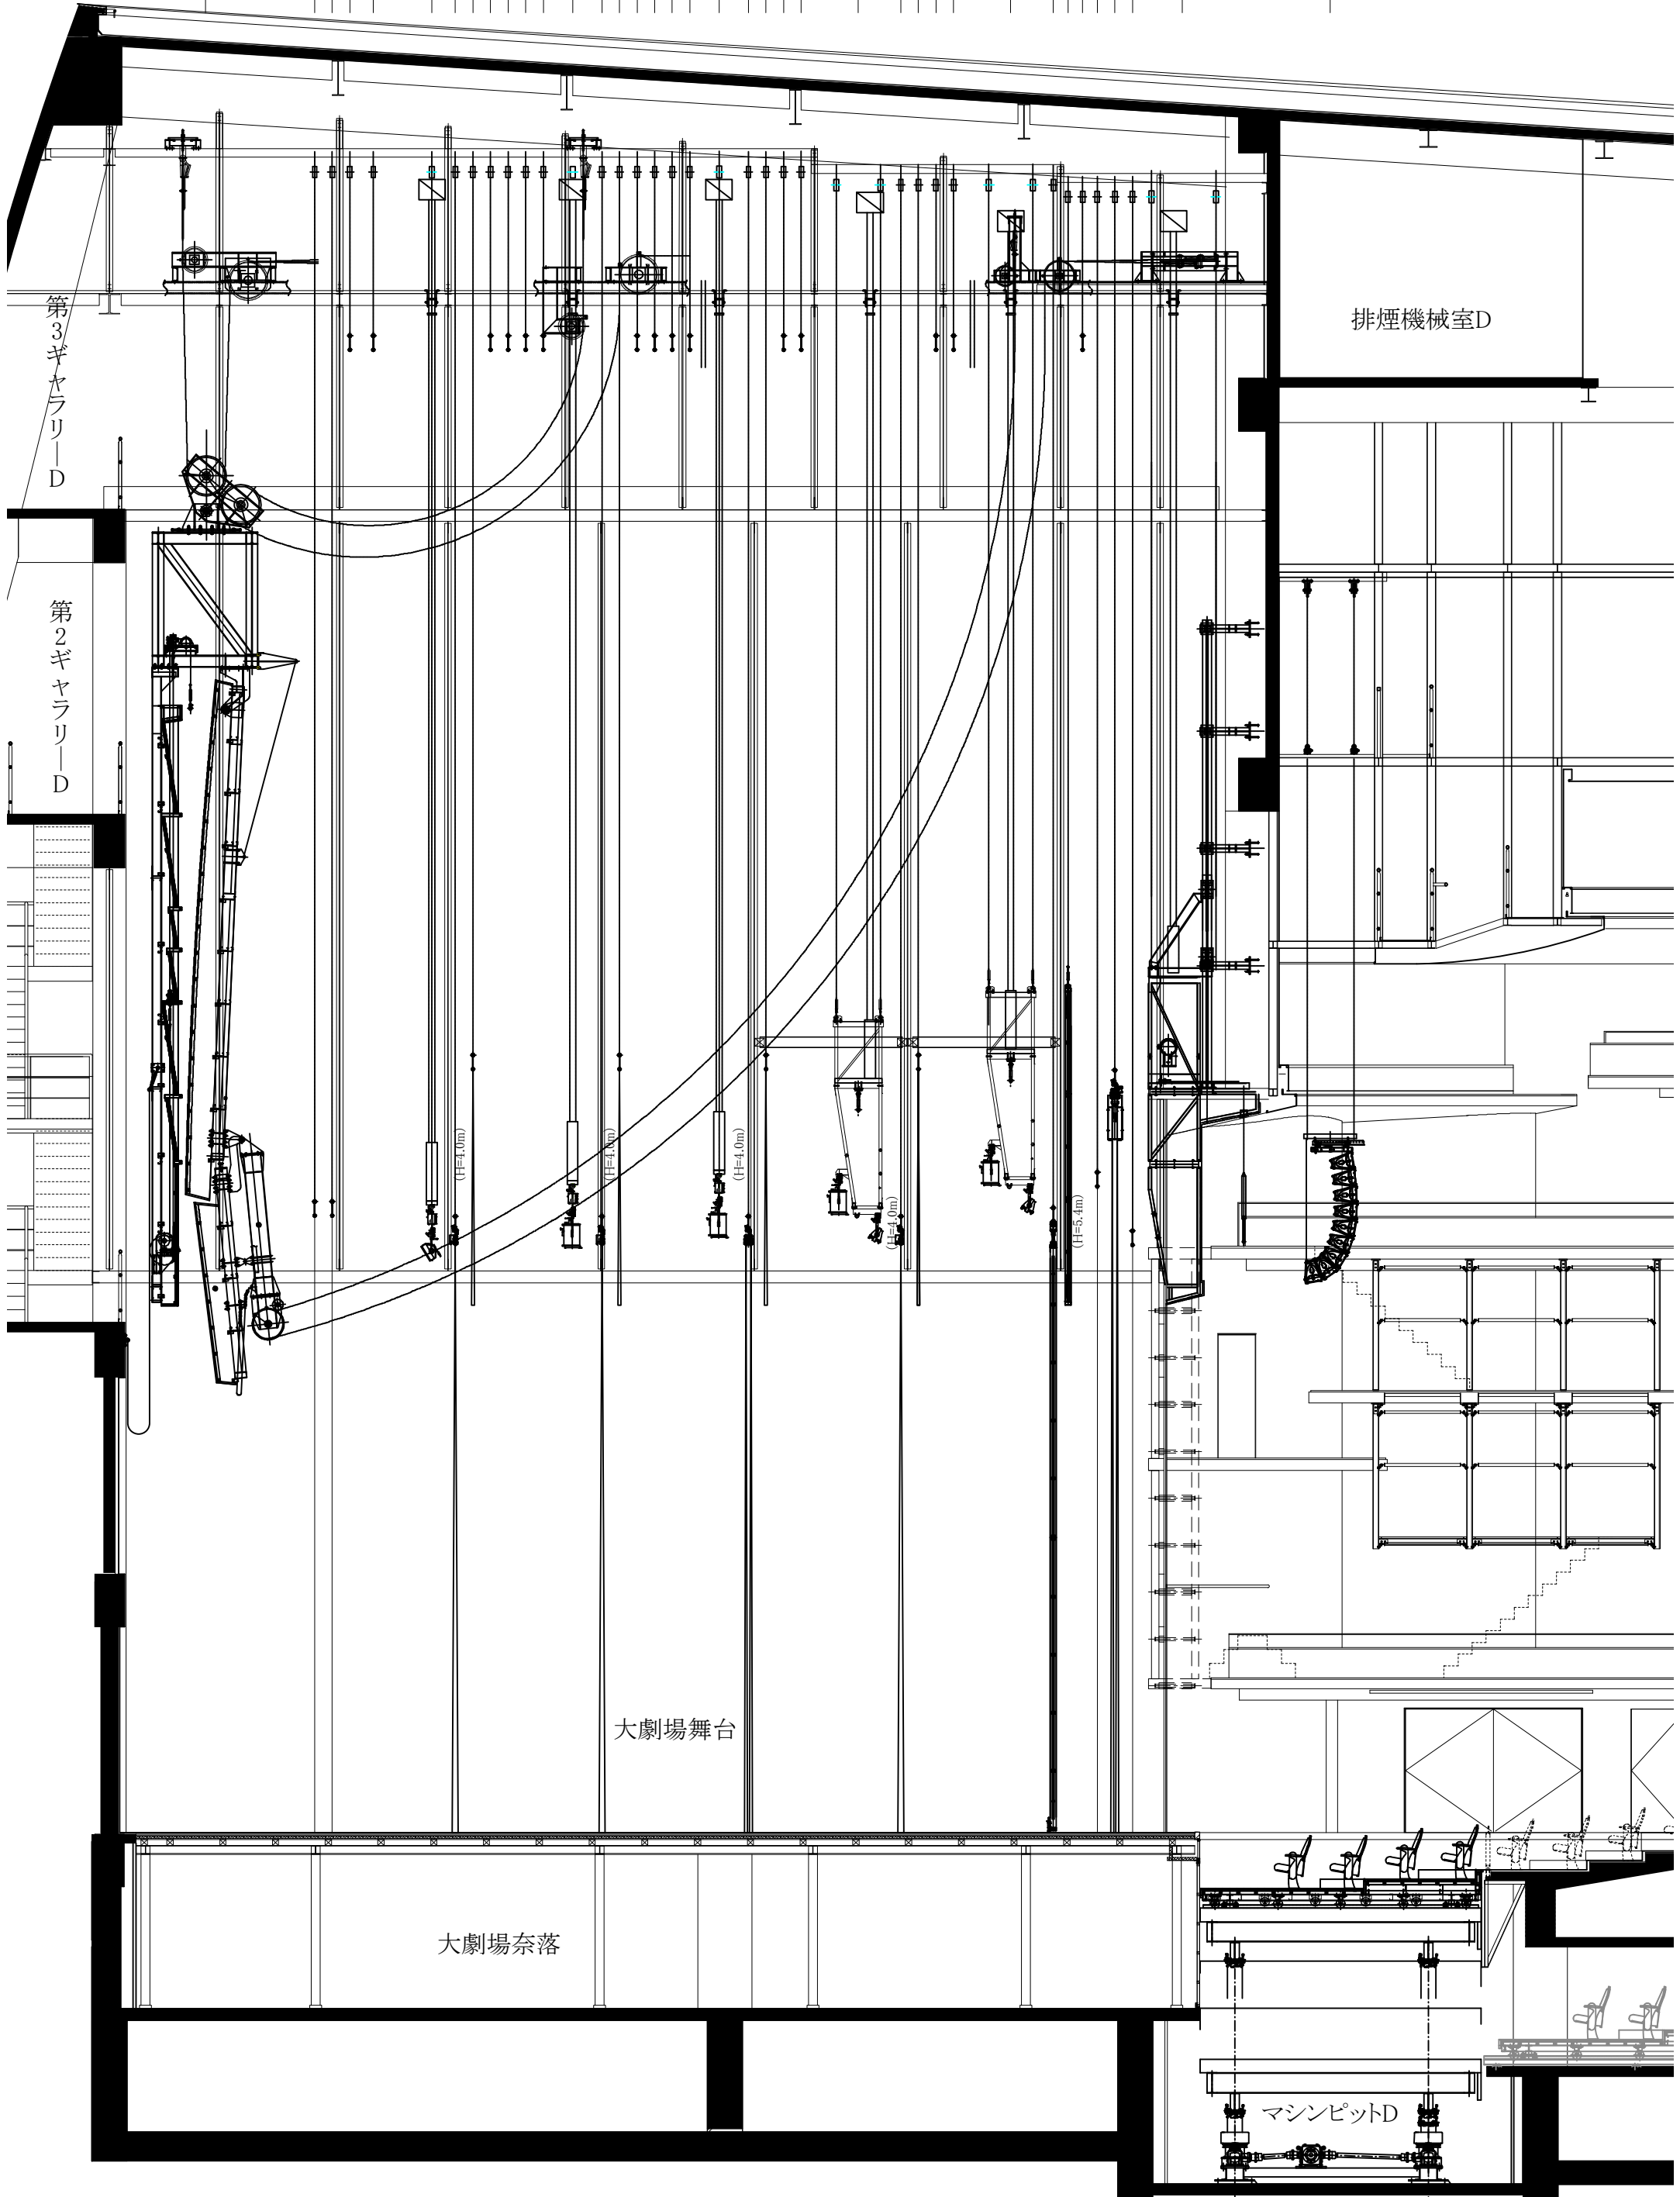 排煙機械室D
第3ギャラリーD
第2ギャラリーD
(H=4.0m)
(H=4.0m)
(H=4.0m)
(H=4.0m)
(H=5.4m)
大劇場舞台
大劇場奈落
マシンピットD